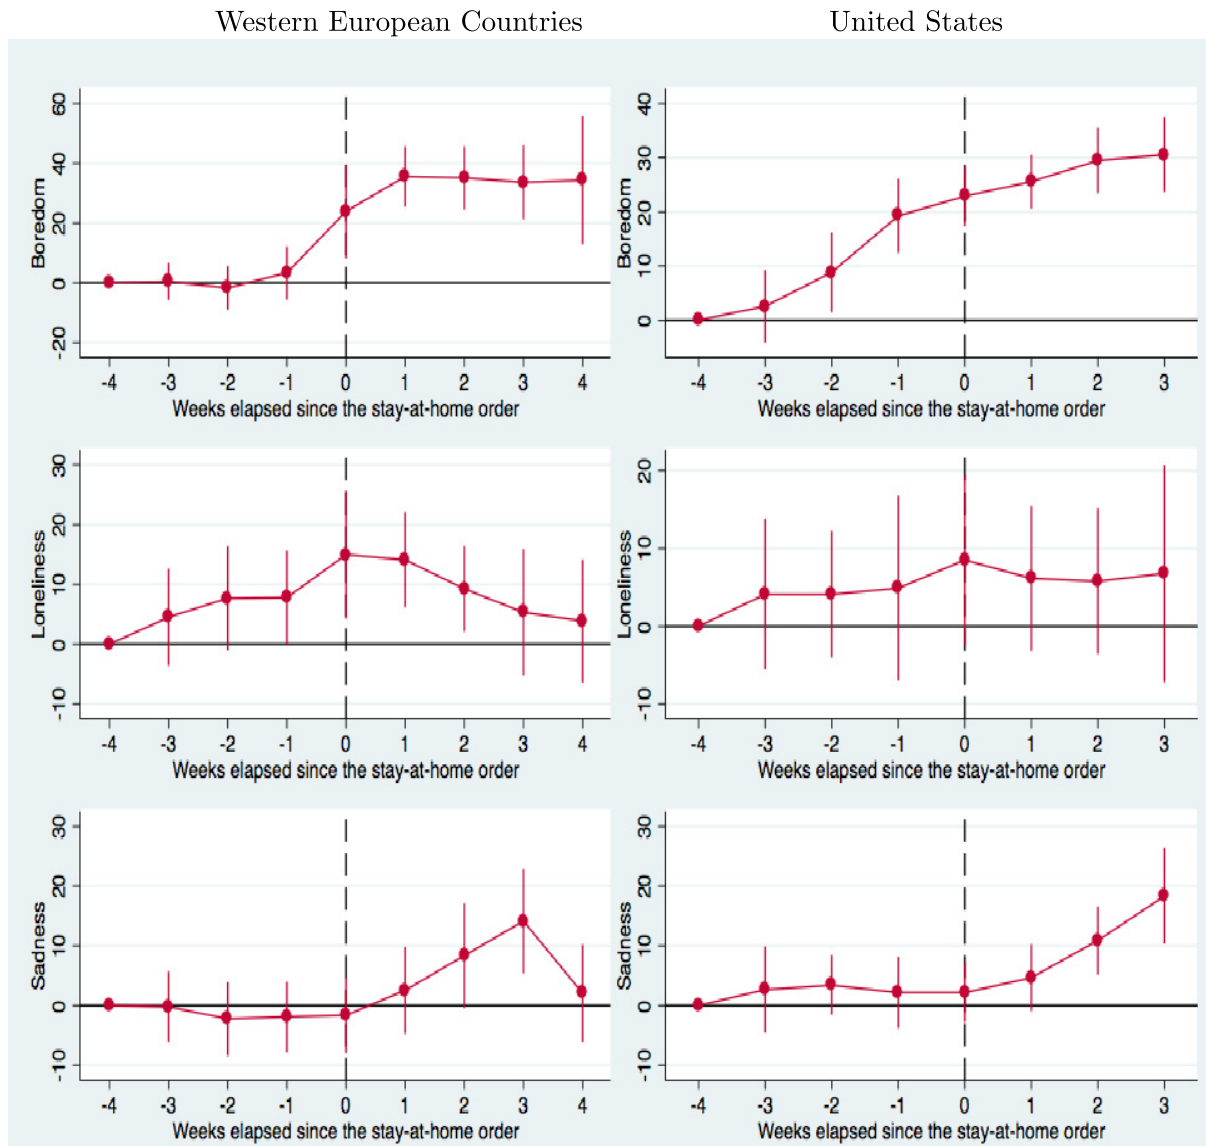 Western European Countries United States
Boredom
60
40
20
0
-20
-4 -3 -2 -1 0 1 2 3 4
Weeks elapsed since the stay-at-home order
Boredom
40
30
20
10
0
-4 -3 -2 -1 0 1 2 3
Weeks elapsed since the stay-at-home order
Loneliness
30
20
10
0
-10
-4 -3 -2 -1 0 1 2 3 4
Weeks elapsed since the stay-at-home order
Loneliness
20
10
0
-10
-4 -3 -2 -1 0 1 2 3
Weeks elapsed since the stay-at-home order
Sadness
30
20
10
0
-10
-4 -3 -2 -1 0 1 2 3 4
Weeks elapsed since the stay-at-home order
Sadness
30
20
10
0
-10
-4 -3 -2 -1 0 1 2 3
Weeks elapsed since the stay-at-home order